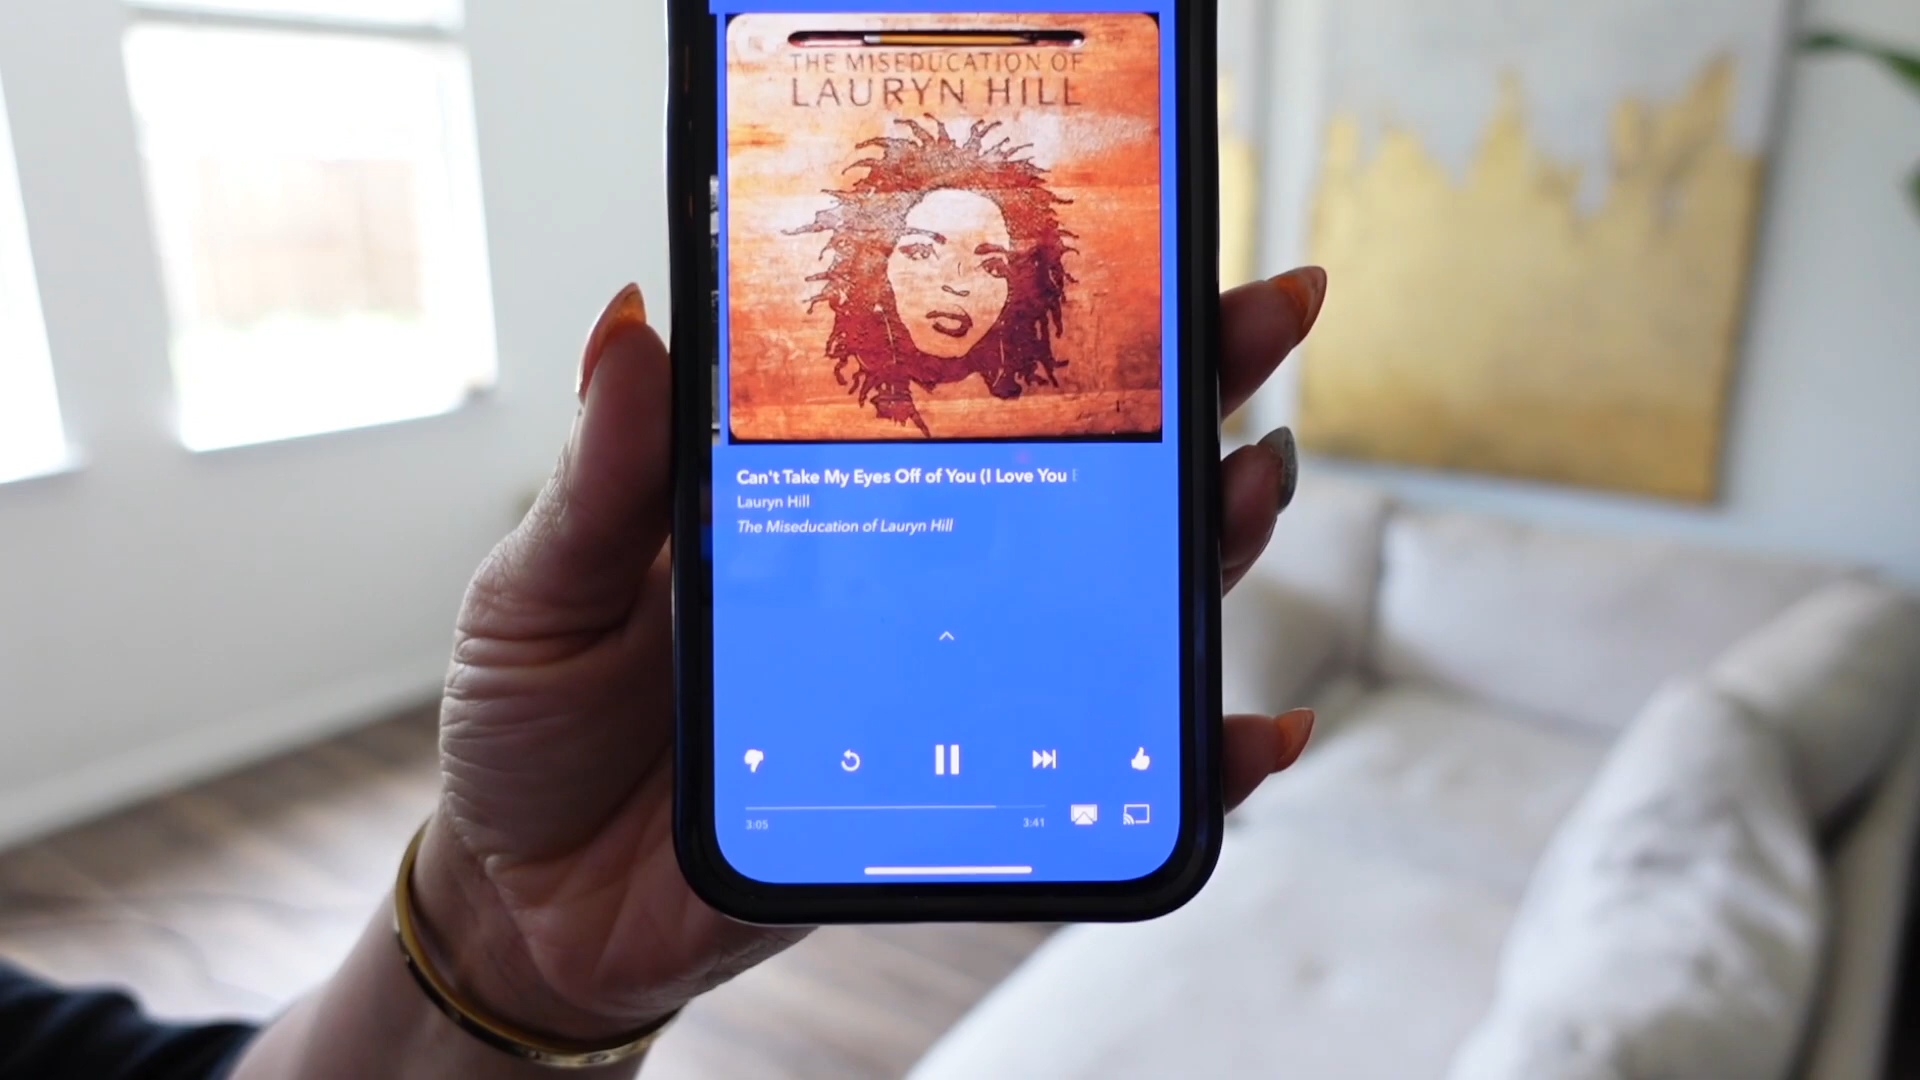 THE MISEDUCATION OF
LAURYN HILL
Can't Take My Eyes Off of You (I Love You
Lauryn Hill
The Miseducation of Lauryn Hill
3:05
3:41